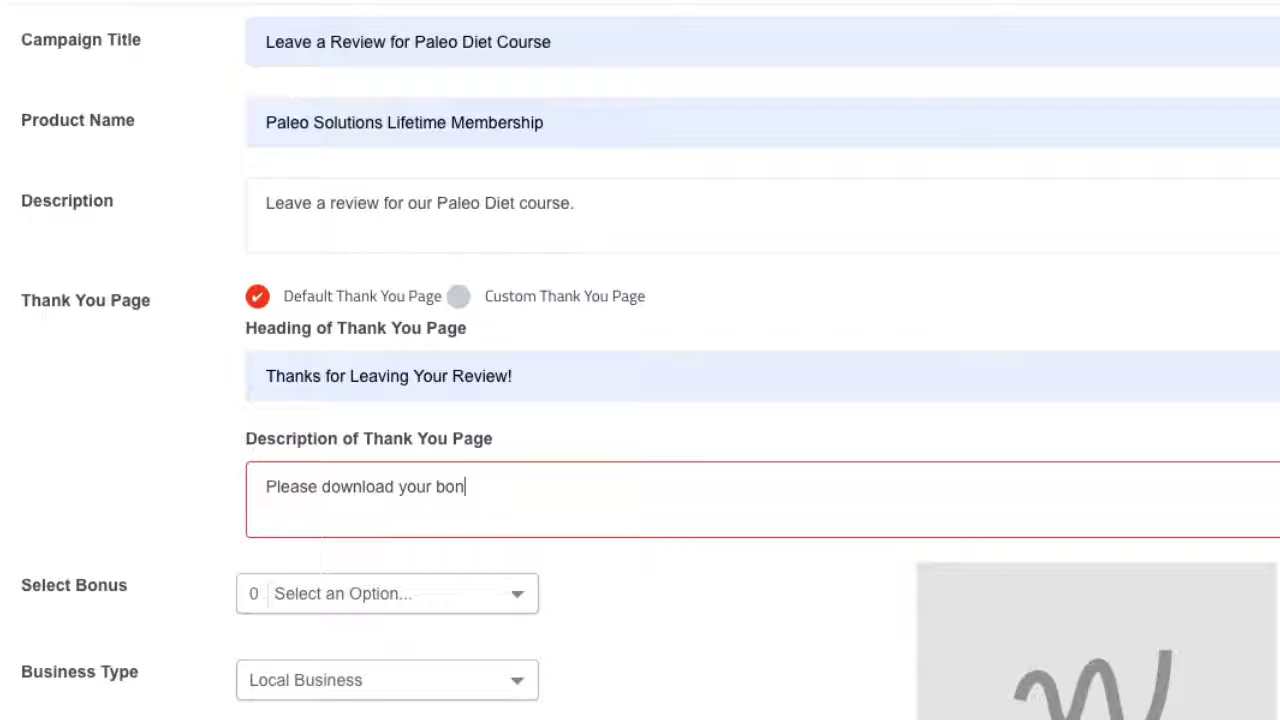 Campaign Title
Leave a Review for Paleo Diet Course
Product Name
Paleo Solutions Lifetime Membership
Description
Leave a review for our Paleo Diet course.
Thank You Page
Default Thank You Page
Custom Thank You Page
Heading of Thank You Page
Thanks for Leaving Your Review!
Description of Thank You Page
Please download your bon
Select Bonus
0 Select an Option...
Business Type
Local Business